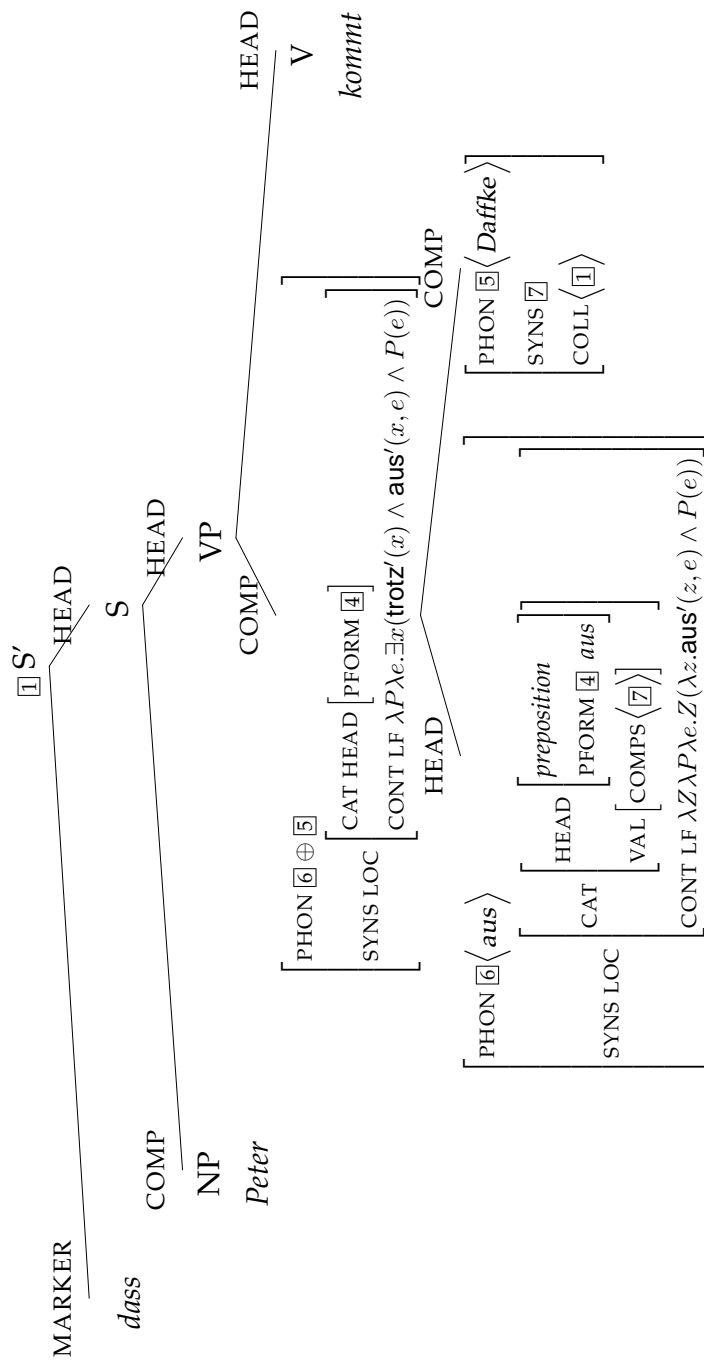 1 S′
MARKER HEAD
dass S
COMP HEAD
NP VP
Peter
COMP HEAD
V
kommt
PHON 6 ⊕ 5
SYNS LOC
CAT HEAD [PFORM 4]
CONT LF λPλe.∃x(trotz′(x) ∧ aus′(x, e) ∧ P(e))
HEAD COMP
PHON 6 ⟨aus⟩
SYNS LOC
CAT
HEAD
preposition
PFORM 4 aus
VAL [COMPS⟨7⟩]
CONT LF λZλPλe.Z(λz.aus′(z, e) ∧ P(e))
PHON 5 ⟨Daffke⟩
SYNS 7
COLL ⟨1⟩